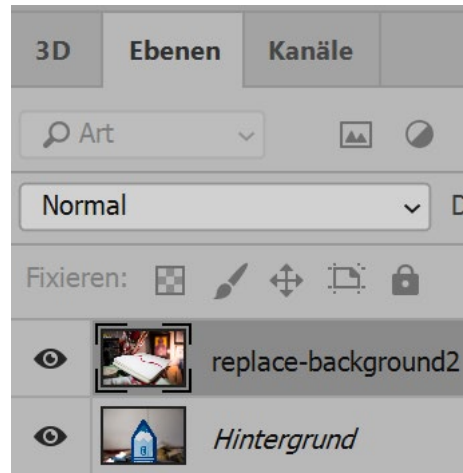 3D Ebenen Kanäle
Art
Normal
Fixieren:
replace-background2
Hintergrund